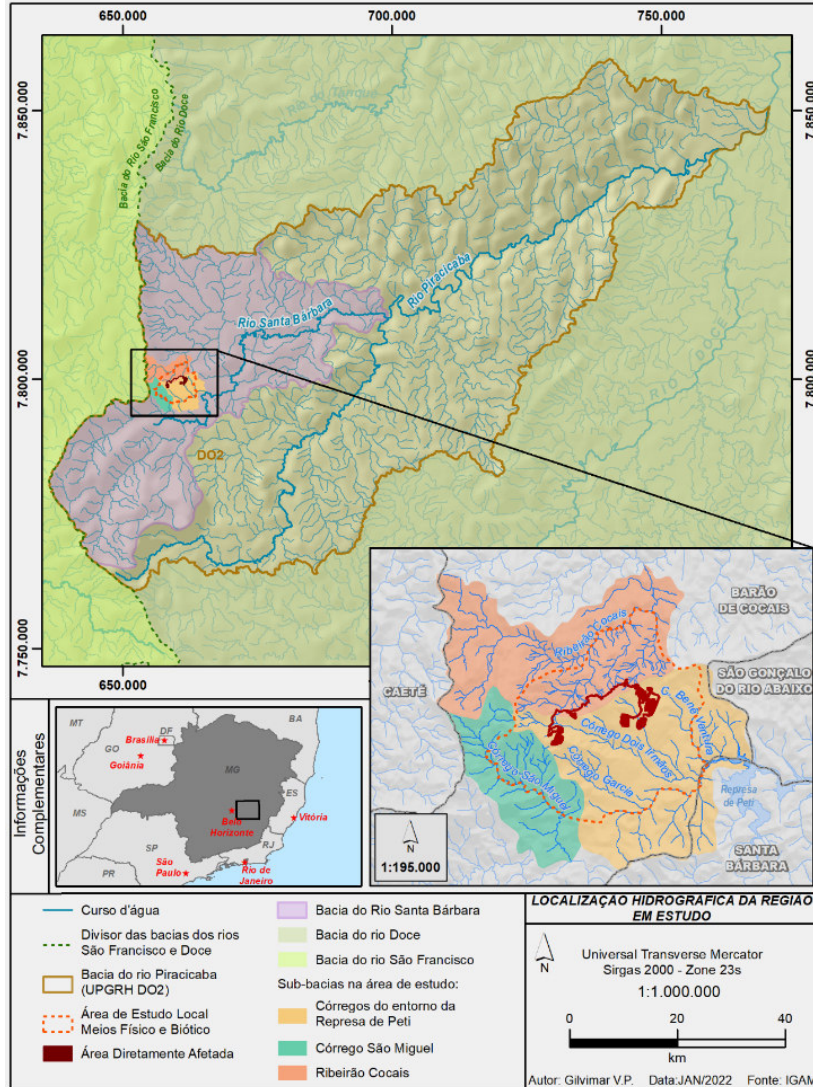 650.000
700.000
750.000
7.850.000
7.850.000
Rio do Tanque
Bacia do Rio São Francisco
Bacia do Rio Doce
Rio Piracicaba
Rio Santa Bárbara
7.800.000
7.800.000
DO2
7.750.000
650.000
700
BARÃO
DE COCAIS
Ribeirão Cocais
CAETÉ
SÃO GONÇALO
DO RIO ABAIXO
C. Bené Ventura
Córrego Dois Irmãos
Córrego Garcia
Córrego São Miguel
Represa
de Peti
SANTA
BÁRBARA
N
1:195.000
Informações
Complementares
MT
DF
BA
Brasília
GO
Goiânia
MG
ES
MS
Belo
Horizonte
Vitória
SP
RJ
São
Paulo
Rio de
Janeiro
PR
Curso d'água
Divisor das bacias dos rios
São Francisco e Doce
Bacia do rio Piracicaba
(UPGRH DO2)
Área de Estudo Local
Meios Físico e Biótico
Área Diretamente Afetada
Bacia do Rio Santa Bárbara
Bacia do rio Doce
Bacia do rio São Francisco
Sub-bacias na área de estudo:
Córregos do entorno da
Represa de Peti
Córrego São Miguel
Ribeirão Cocais
LOCALIZAÇÃO HIDROGRÁFICA DA REGIÃO
EM ESTUDO
N
Universal Transverse Mercator
Sirgas 2000 - Zone 23s
1:1.000.000
0 20 40
km
Autor: Gilvimar V.P. Data:JAN/2022 Fonte: IGAM